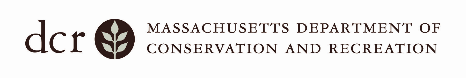 dcr MASSACHUSETTS DEPARTMENT OF
CONSERVATION AND RECREATION